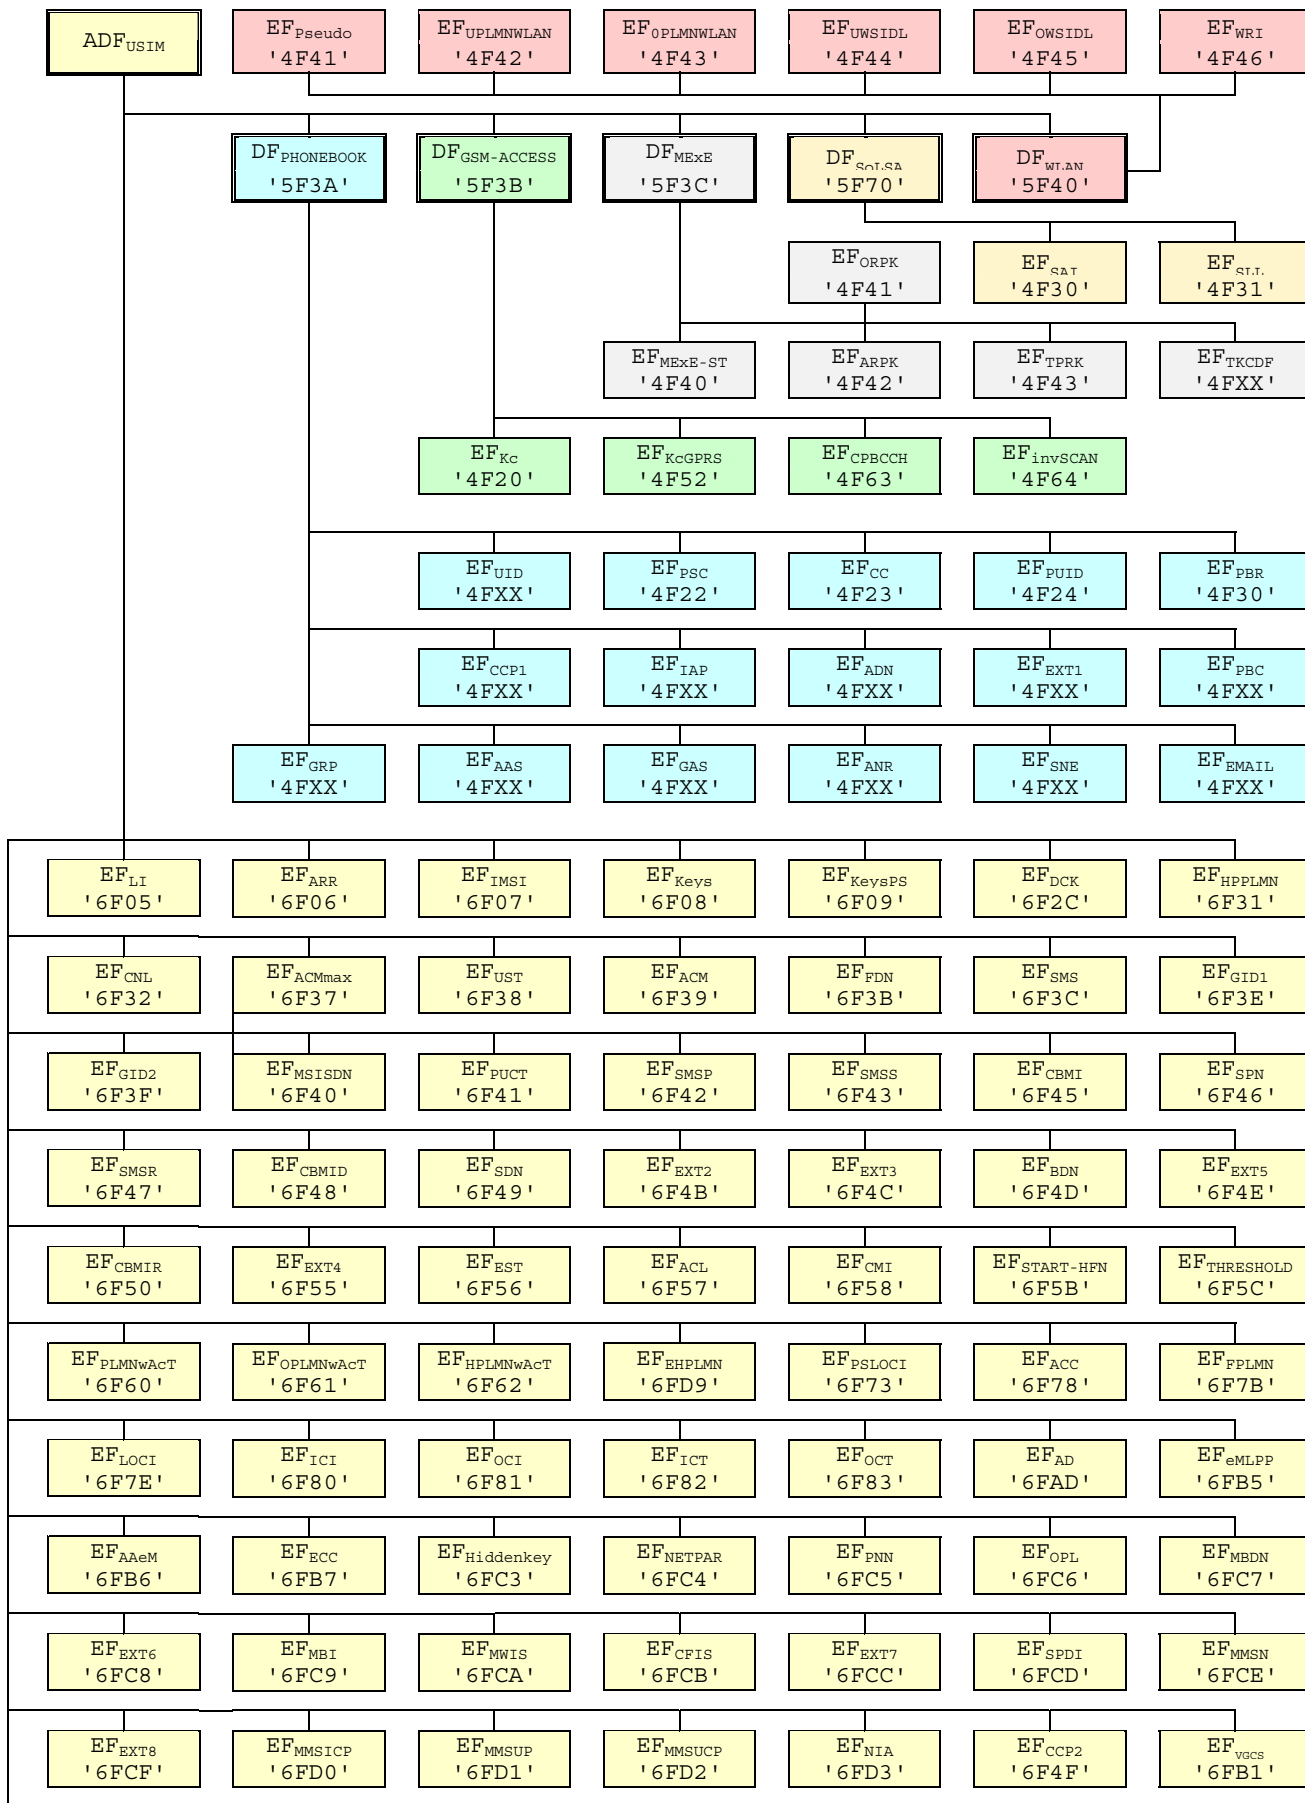 ADFUSIM
EFPseudo
'4F41'
EFUPLMNWLAN
'4F42'
EF0PLMNWLAN
'4F43'
EFUWSIDL
'4F44'
EFOWSIDL
'4F45'
EFWRI
'4F46'
DFPHONEBOOK
'5F3A'
DFGSM-ACCESS
'5F3B'
DFMExE
'5F3C'
DFSoLSA
'5F70'
DFWLAN
'5F40'
EFORPK
'4F41'
EFSAI
'4F30'
EFSLL
'4F31'
EFMExE-ST
'4F40'
EFARPK
'4F42'
EFTPRK
'4F43'
EFTKCDF
'4FXX'
EFKc
'4F20'
EFKcGPRS
'4F52'
EFCPBCCH
'4F63'
EFinvSCAN
'4F64'
EFUID
'4FXX'
EFPSC
'4F22'
EFCC
'4F23'
EFPUID
'4F24'
EFPBR
'4F30'
EFCCP1
'4FXX'
EFIAP
'4FXX'
EFADN
'4FXX'
EFEXT1
'4FXX'
EFPBC
'4FXX'
EFGRP
'4FXX'
EFAAS
'4FXX'
EFGAS
'4FXX'
EFANR
'4FXX'
EFSNE
'4FXX'
EFEMAIL
'4FXX'
EFLI
'6F05'
EFARR
'6F06'
EFIMSI
'6F07'
EFKeys
'6F08'
EFKeysPS
'6F09'
EFDCK
'6F2C'
EFHPPLMN
'6F31'
EFCNL
'6F32'
EFACMmax
'6F37'
EFUST
'6F38'
EFACM
'6F39'
EFFDN
'6F3B'
EFSMS
'6F3C'
EFGID1
'6F3E'
EFGID2
'6F3F'
EFMSISDN
'6F40'
EFPUCT
'6F41'
EFSMSP
'6F42'
EFSMSS
'6F43'
EFCBMI
'6F45'
EFSPN
'6F46'
EFSMSR
'6F47'
EFCBMID
'6F48'
EFSDN
'6F49'
EFEXT2
'6F4B'
EFEXT3
'6F4C'
EFBDN
'6F4D'
EFEXT5
'6F4E'
EFCBMIR
'6F50'
EFEXT4
'6F55'
EFEST
'6F56'
EFACL
'6F57'
EFCMI
'6F58'
EFSTART-HFN
'6F5B'
EFTHRESHOLD
'6F5C'
EFPLMNwAcT
'6F60'
EFOPLMNwAcT
'6F61'
EFHPLMNwAcT
'6F62'
EFEHPLMN
'6FD9'
EFPSLOCI
'6F73'
EFACC
'6F78'
EFFPLMN
'6F7B'
EFLOCI
'6F7E'
EFICI
'6F80'
EFOCI
'6F81'
EFICT
'6F82'
EFOCT
'6F83'
EFAD
'6FAD'
EFeMLPP
'6FB5'
EFAAeM
'6FB6'
EFECC
'6FB7'
EFHiddenkey
'6FC3'
EFNETPAR
'6FC4'
EFPNN
'6FC5'
EFOPL
'6FC6'
EFMBDN
'6FC7'
EFEXT6
'6FC8'
EFMBI
'6FC9'
EFMWIS
'6FCA'
EFCFIS
'6FCB'
EFEXT7
'6FCC'
EFSPDI
'6FCD'
EFMMSN
'6FCE'
EFEXT8
'6FCF'
EFMMSICP
'6FD0'
EFMMSUP
'6FD1'
EFMMSUCP
'6FD2'
EFNIA
'6FD3'
EFCCP2
'6F4F'
EFVGCS
'6FB1'